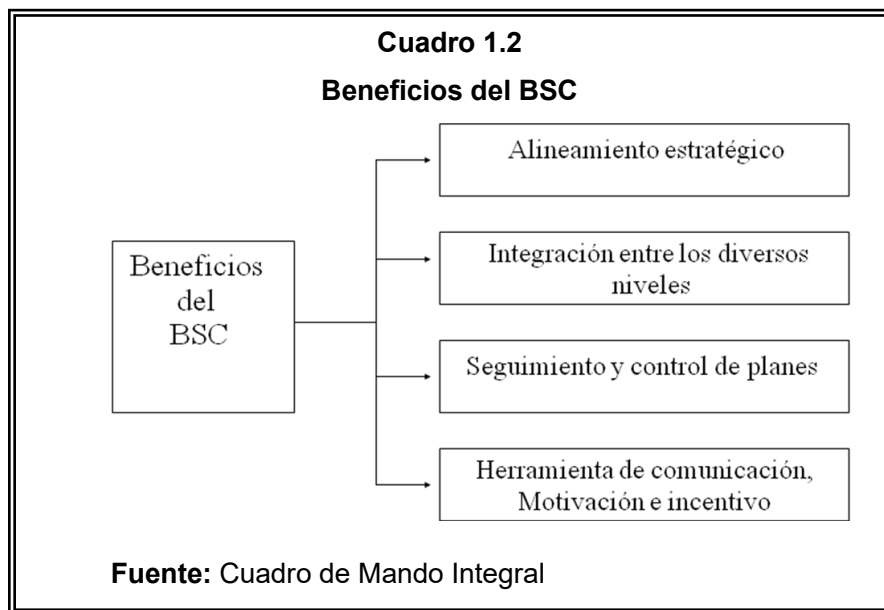 Cuadro 1.2
Beneficios del BSC
Beneficios
del
BSC
Alineamiento estratégico
Integración entre los diversos
niveles
Seguimiento y control de planes
Herramienta de comunicación,
Motivación e incentivo
Fuente: Cuadro de Mando Integral